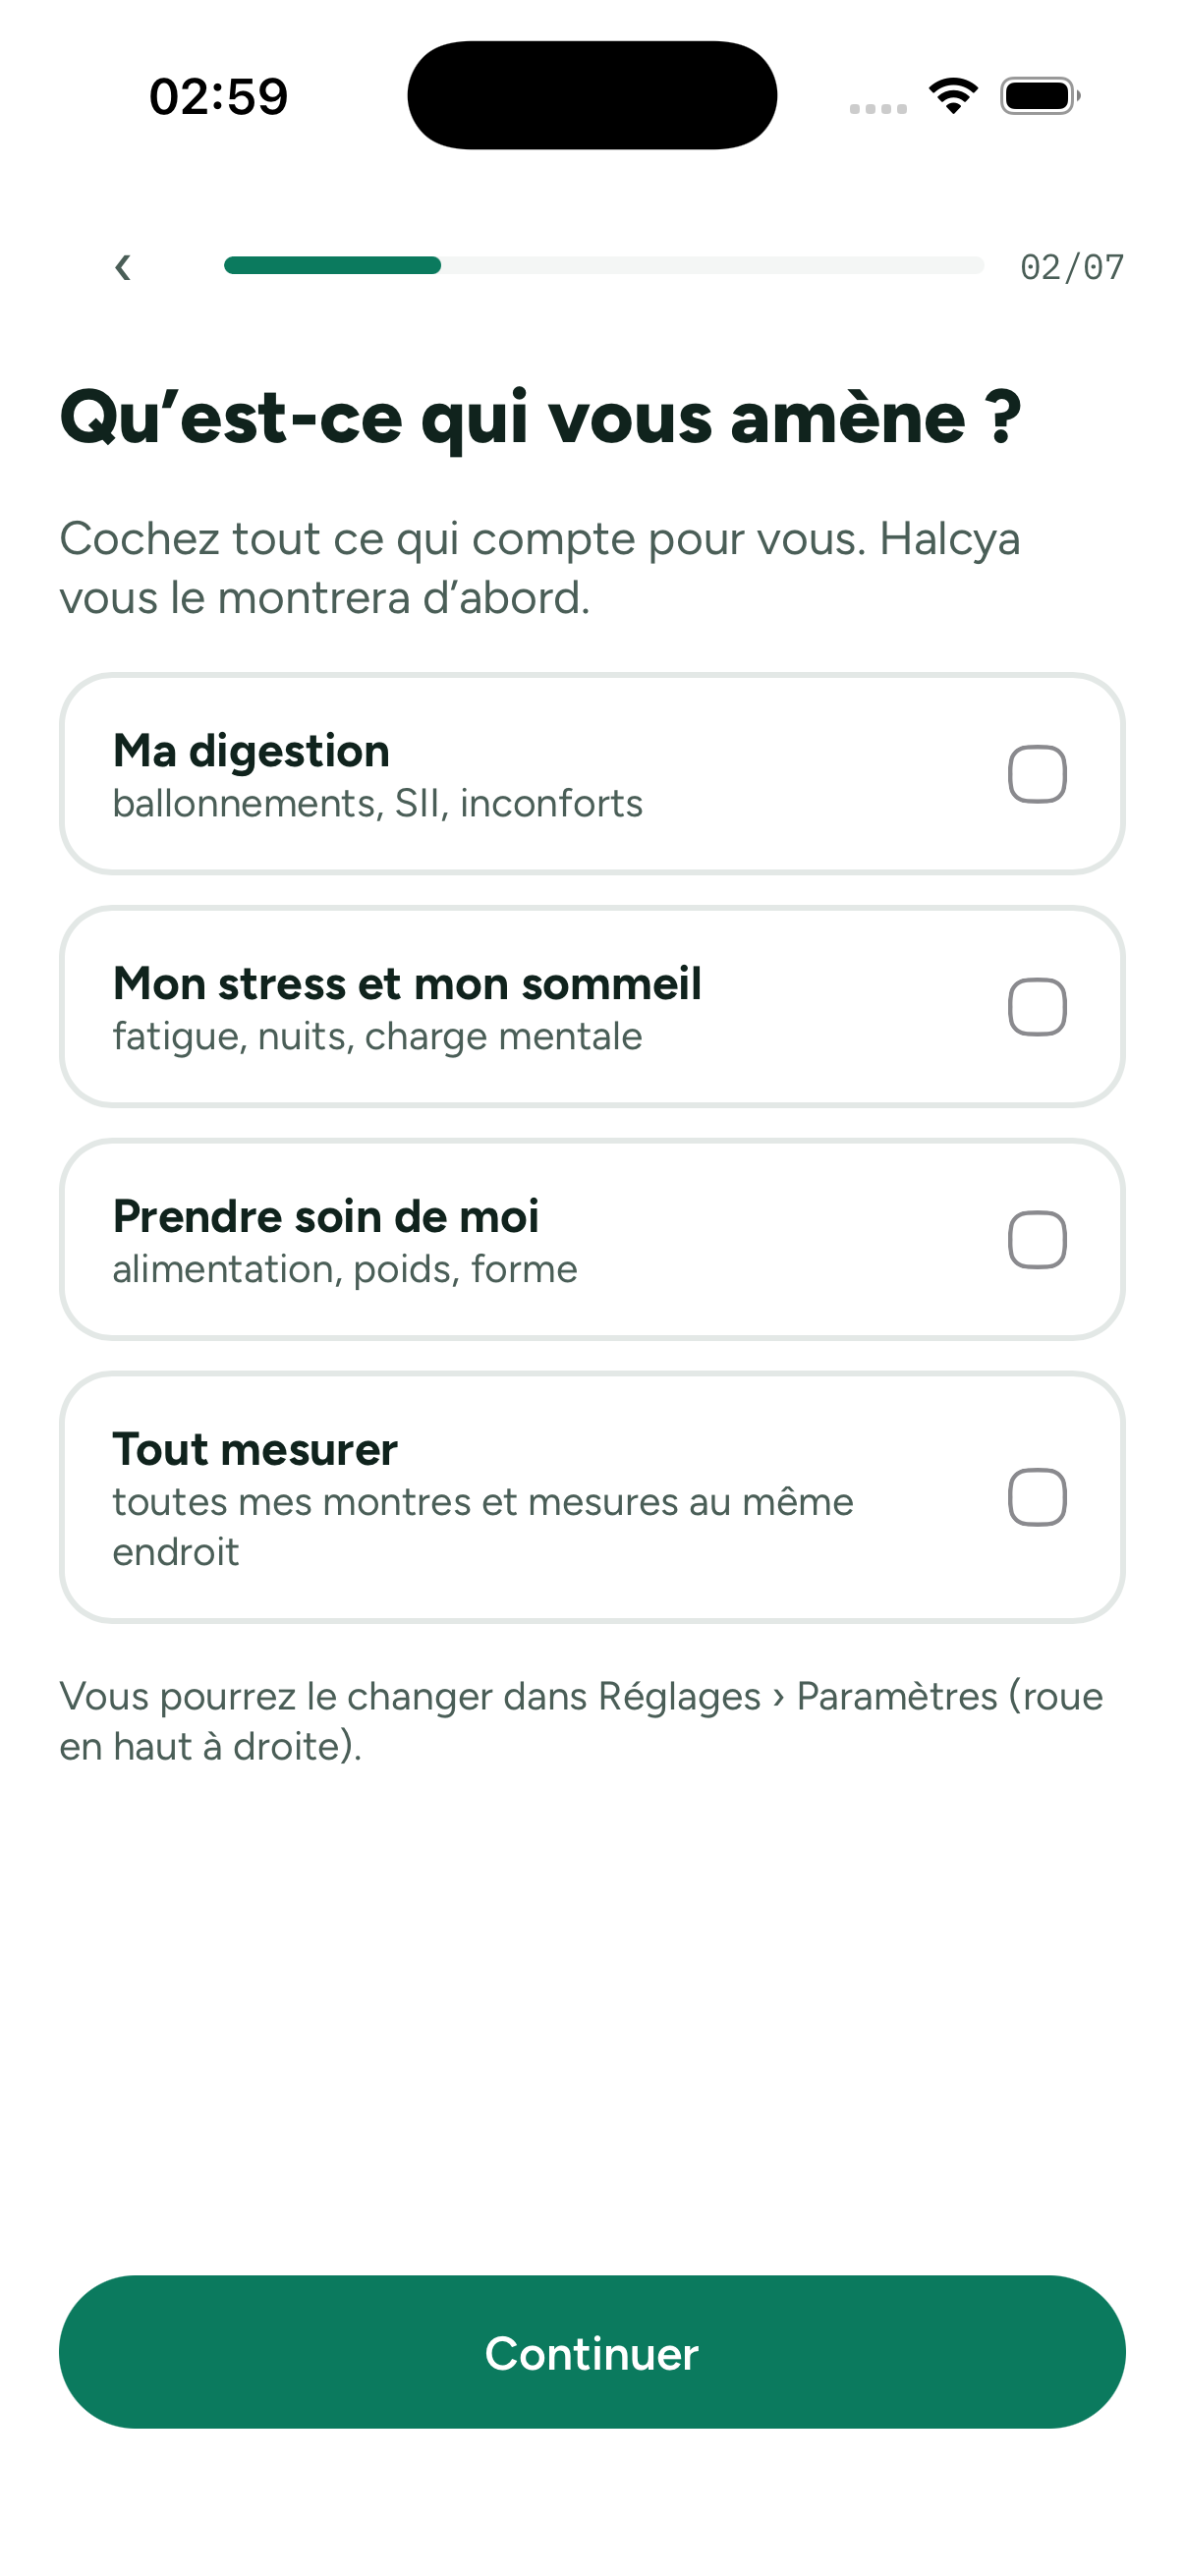 02:59
‹ 02/07
Qu’est-ce qui vous amène ?
Cochez tout ce qui compte pour vous. Halcya
vous le montrera d’abord.
Ma digestion
ballonnements, SII, inconforts
Mon stress et mon sommeil
fatigue, nuits, charge mentale
Prendre soin de moi
alimentation, poids, forme
Tout mesurer
toutes mes montres et mesures au même
endroit
Vous pourrez le changer dans Réglages › Paramètres (roue
en haut à droite).
Continuer